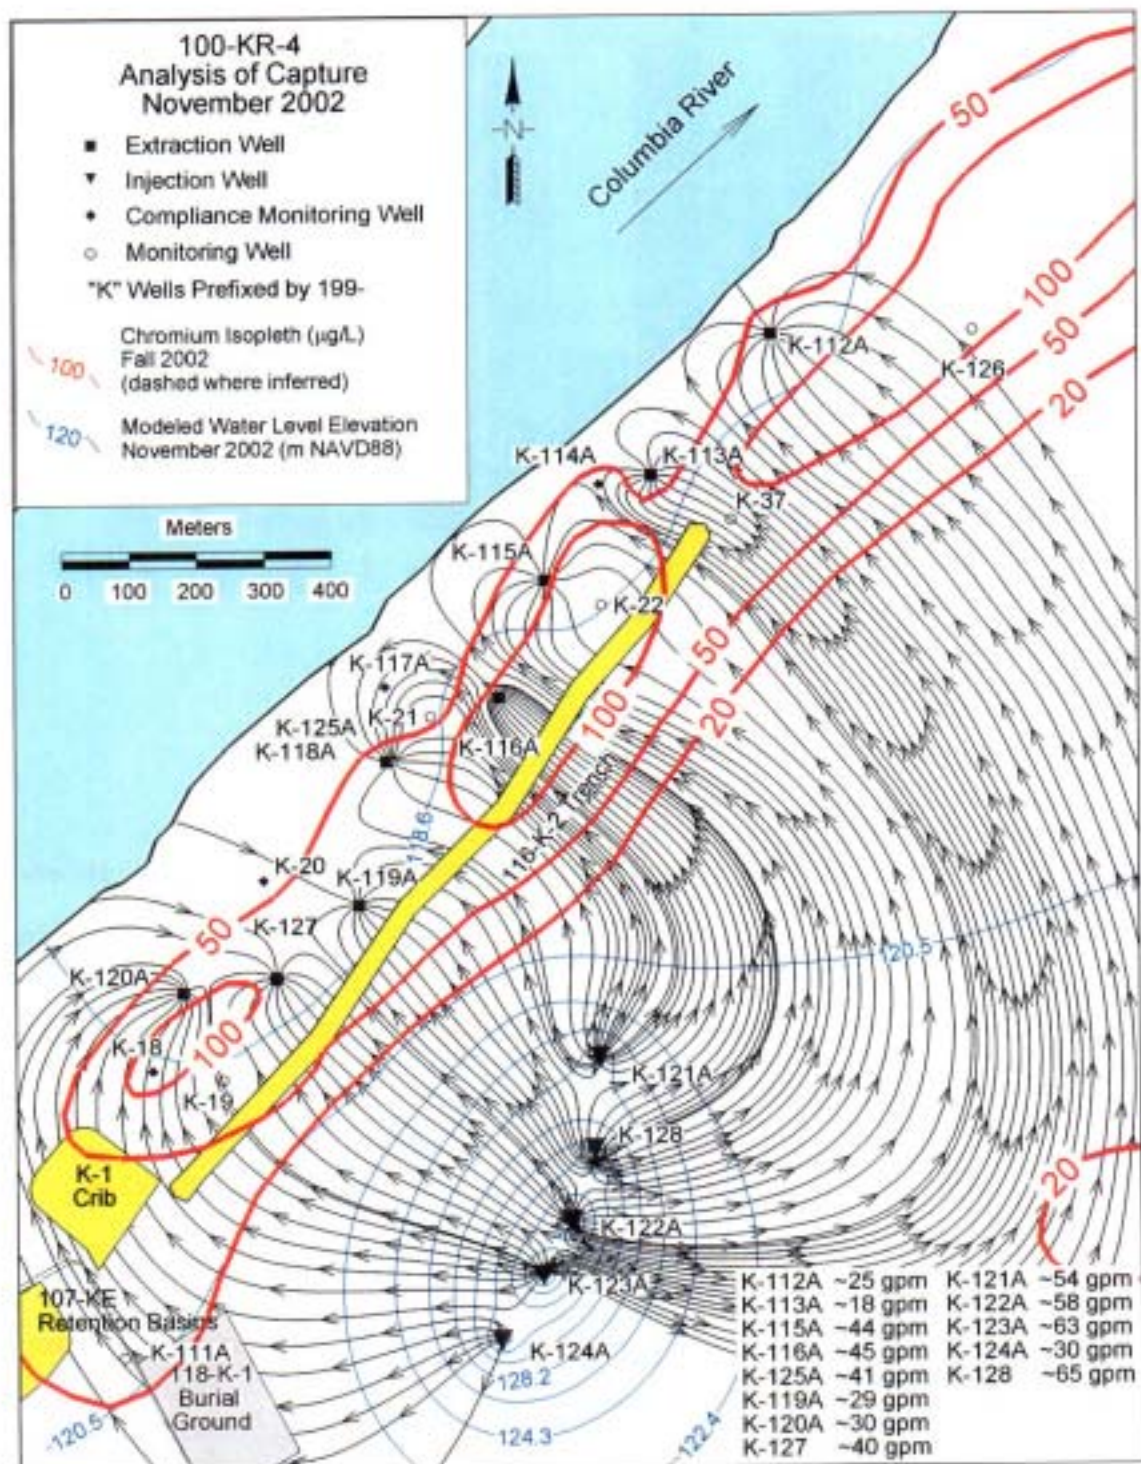 100-KR-4
Analysis of Capture
November 2002
Extraction Well
Injection Well
Compliance Monitoring Well
Monitoring Well
"K" Wells Prefixed by 199-
100
Chromium Isopleth (µg/L)
Fall 2002
(dashed where inferred)
120
Modeled Water Level Elevation
November 2002 (m NAVD88)
-N-
Columbia River
Meters
0 100 200 300 400
50
100
50
20
K-112A
K-126
K-114A
K-113A
K-37
K-115A
K-22
50
20
100
K-117A
K-21
K-125A
K-118A
K-116A
116-K-2 Trench
118.6
K-20
K-119A
50
K-127
K-120A
120.5
K-18
100
K-19
K-121A
K-128
K-1
Crib
K-122A
20
K-123A
107-KE
Retention Basins
K-111A
118-K-1
Burial
Ground
K-124A
128.2
124.3
122.4
120.5
K-112A ~25 gpm K-121A ~54 gpm
K-113A ~18 gpm K-122A ~58 gpm
K-115A ~44 gpm K-123A ~63 gpm
K-116A ~45 gpm K-124A ~30 gpm
K-125A ~41 gpm K-128 ~65 gpm
K-119A ~29 gpm
K-120A ~30 gpm
K-127 ~40 gpm